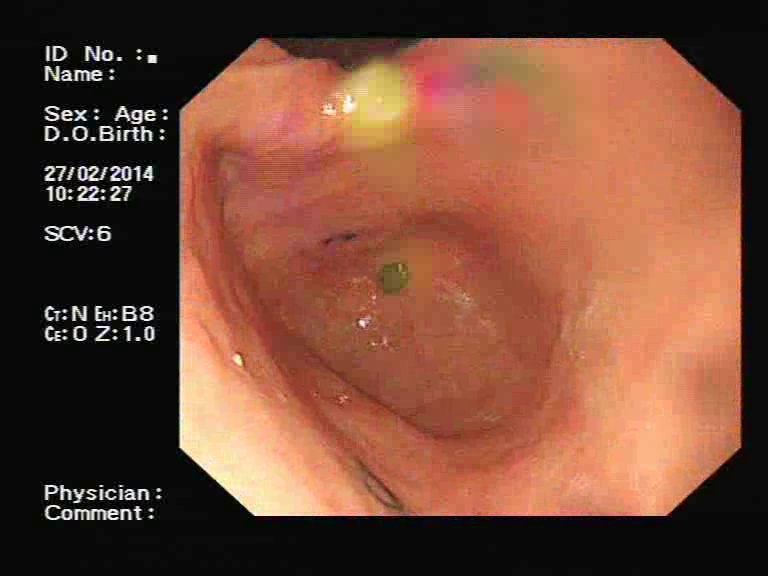 ID No. :
Name:
Sex: Age:
D.O.Birth:
27/02/2014
10:22:27
SCV:6
CT:N EH:B8
CE:0 Z:1.0
Physician:
Comment: